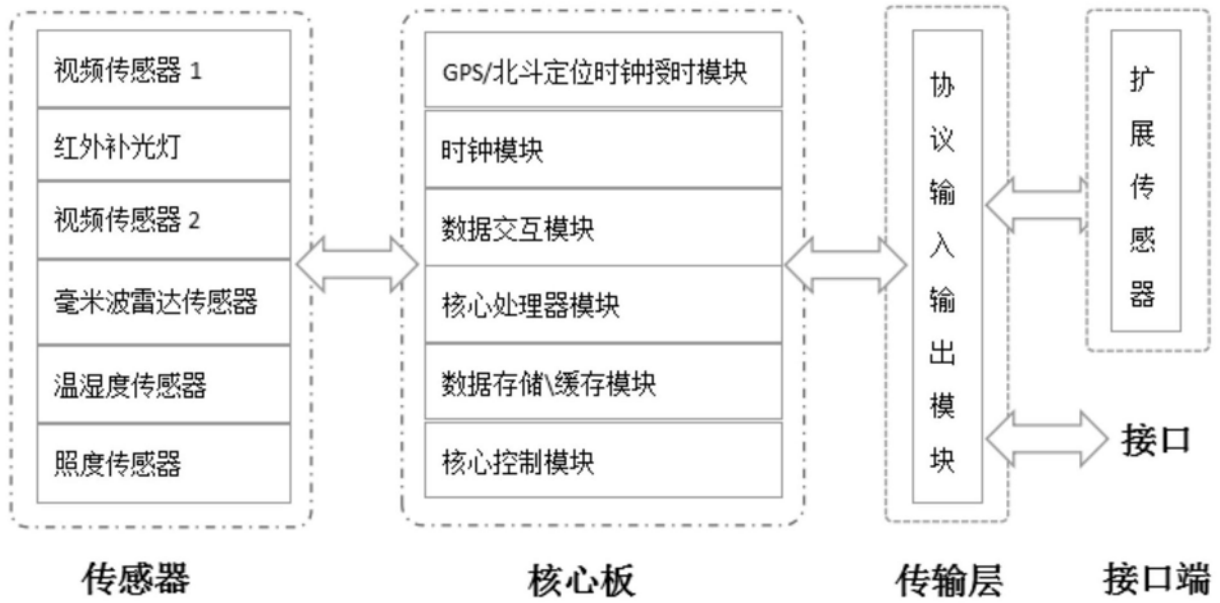 视频传感器 1
红外补光灯
视频传感器 2
毫米波雷达传感器
温湿度传感器
照度传感器
传感器
GPS/北斗定位时钟授时模块
时钟模块
数据交互模块
核心处理器模块
数据存储\缓存模块
核心控制模块
核心板
协议输入输出模块
传输层
扩展传感器
接口
接口端